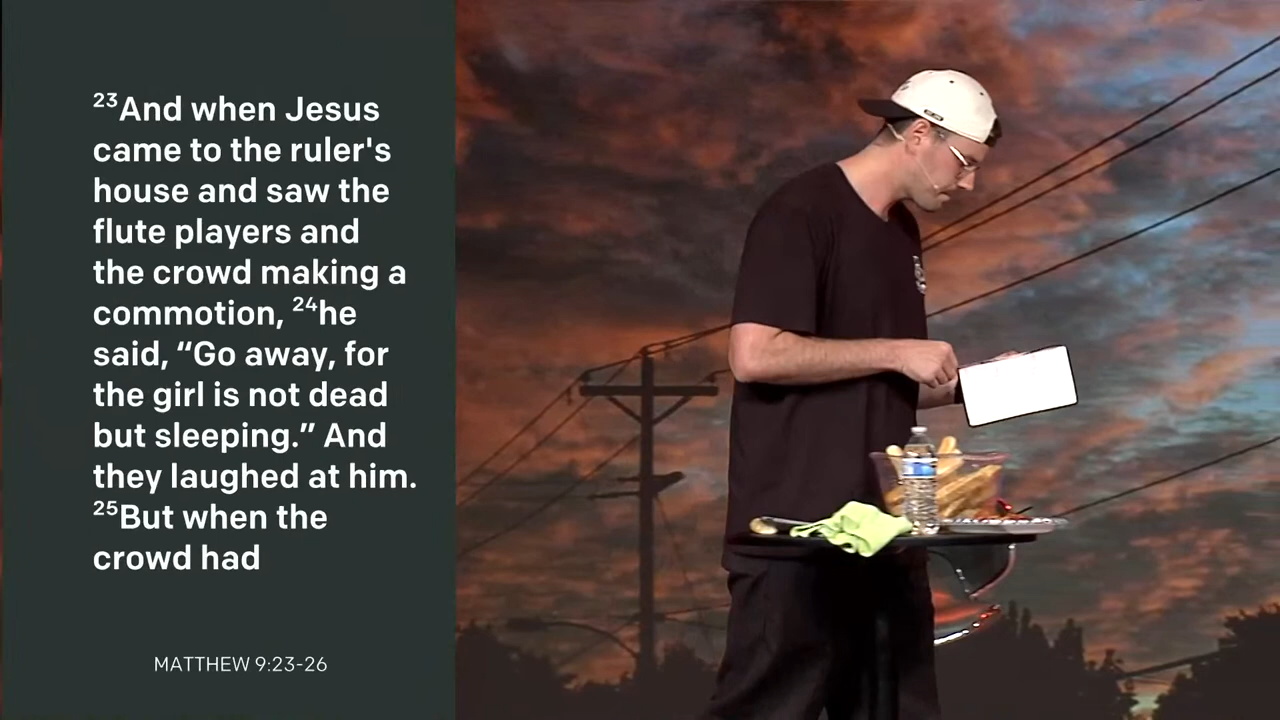 ²³And when Jesus
came to the ruler's
house and saw the
flute players and
the crowd making a
commotion, ²⁴he
said, “Go away, for
the girl is not dead
but sleeping.” And
they laughed at him.
²⁵But when the
crowd had
MATTHEW 9:23-26